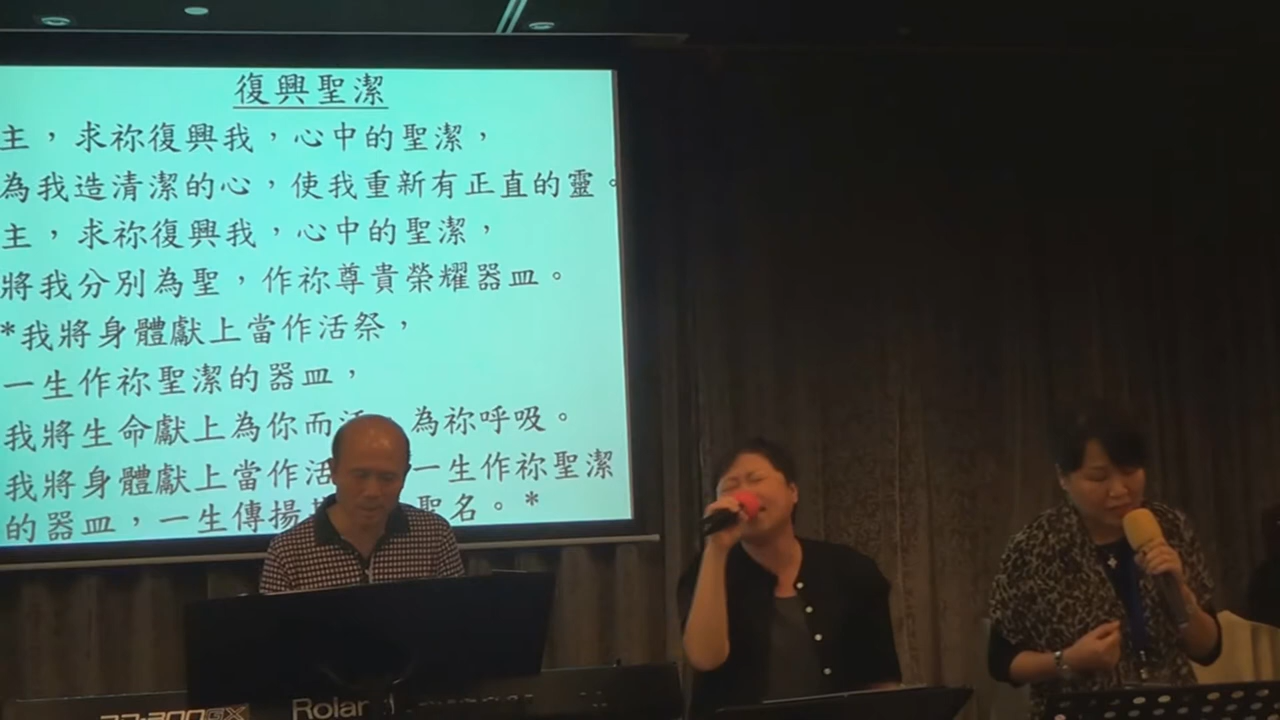 復興聖潔
主，求祢復興我，心中的聖潔，
為我造清潔的心，使我重新有正直的靈。
主，求祢復興我，心中的聖潔，
將我分別為聖，作祢尊貴榮耀器皿。
*我將身體獻上當作活祭，
一生作祢聖潔的器皿，
我將生命獻上為你而 為祢呼吸。
我將身體獻上當作活 一生作祢聖潔
的器皿，一生傳揚 聖名。*
Roland